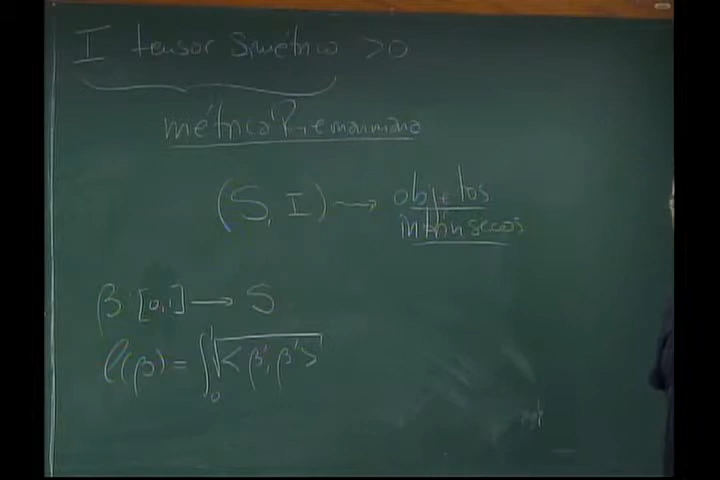 I tensor simétrico >0
métrica Riemanniana
(S, I) → objetos
intrínsecos
β: [0,1] → S
ℓ(β) = ∫₀¹ √<β', β'>